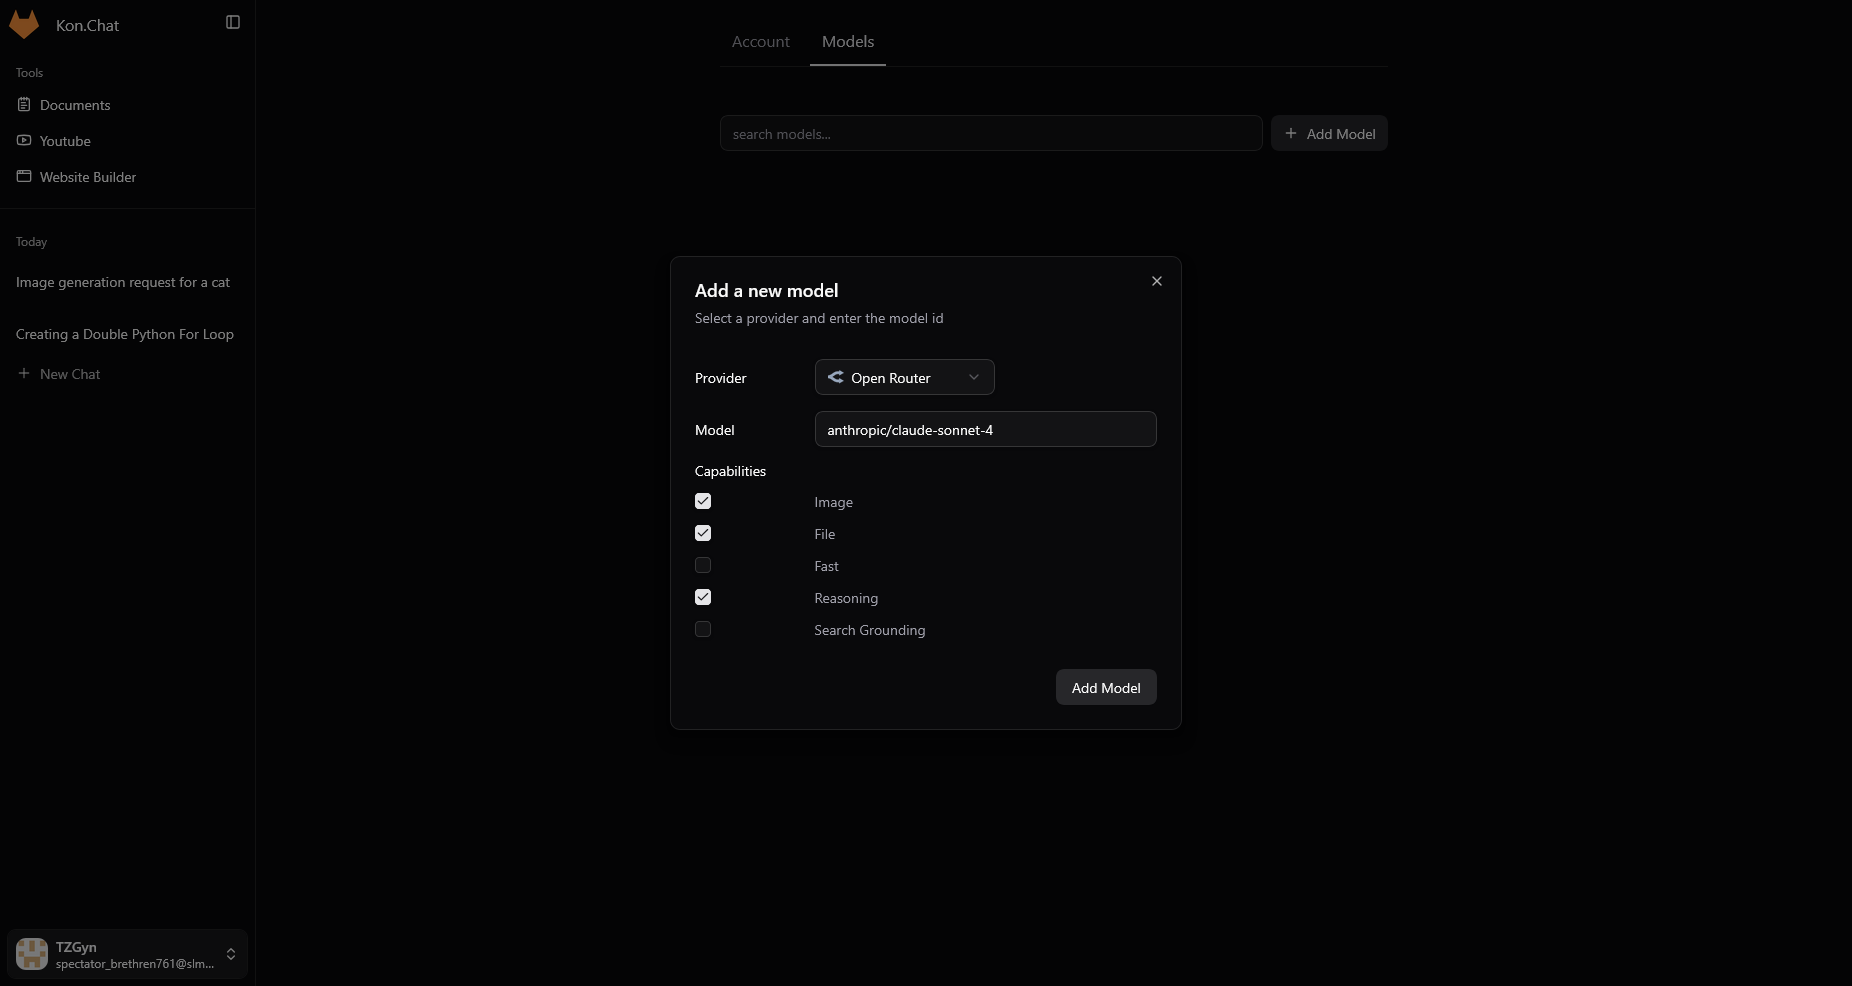 Kon.Chat
Tools
Documents
Youtube
Website Builder
Today
Image generation request for a cat
Creating a Double Python For Loop
New Chat
TZGyn
spectator_brethren761@slm...
Account Models
search models...
Add Model
Add a new model
Select a provider and enter the model id
Provider Open Router
Model anthropic/claude-sonnet-4
Capabilities
Image
File
Fast
Reasoning
Search Grounding
Add Model